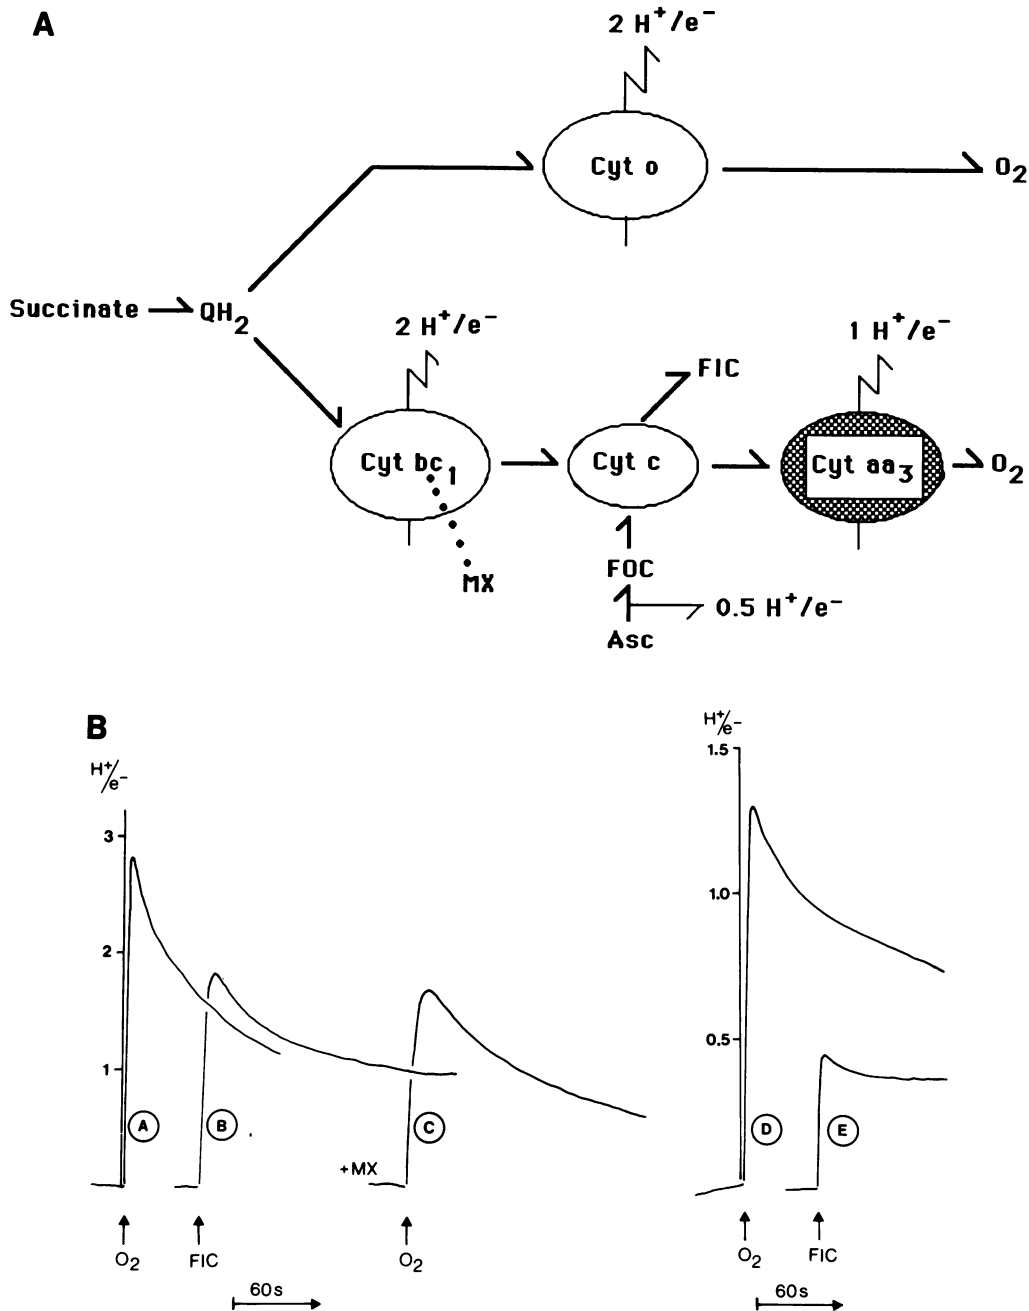 A
2 H⁺/e⁻
Cyt o
O₂
Succinate
QH₂
2 H⁺/e⁻
1 H⁺/e⁻
FIC
Cyt bc₁
Cyt c
Cyt aa₃
O₂
MX
FOC
0.5 H⁺/e⁻
Asc
B
H⁺/e⁻
3
2
1
A
B
C
+MX
O₂
FIC
O₂
60s
H⁺/e⁻
1.5
1.0
0.5
D
E
O₂
FIC
60s